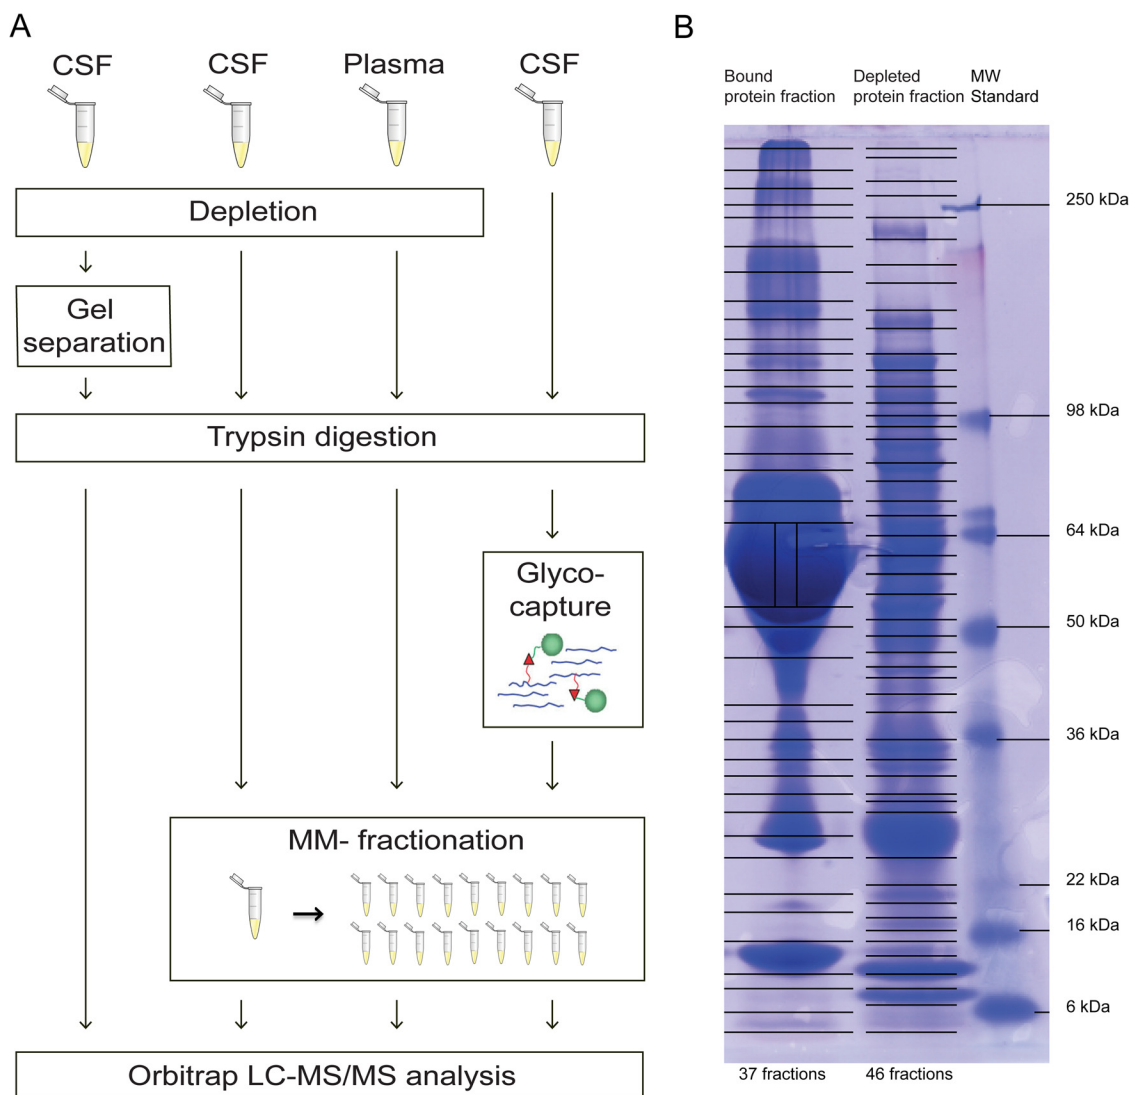 A
CSF
CSF
Plasma
CSF
Depletion
Gel
separation
Trypsin digestion
Glyco-
capture
MM- fractionation
Orbitrap LC-MS/MS analysis
B
Bound
protein fraction
Depleted
protein fraction
MW
Standard
250 kDa
98 kDa
64 kDa
50 kDa
36 kDa
22 kDa
16 kDa
6 kDa
37 fractions
46 fractions